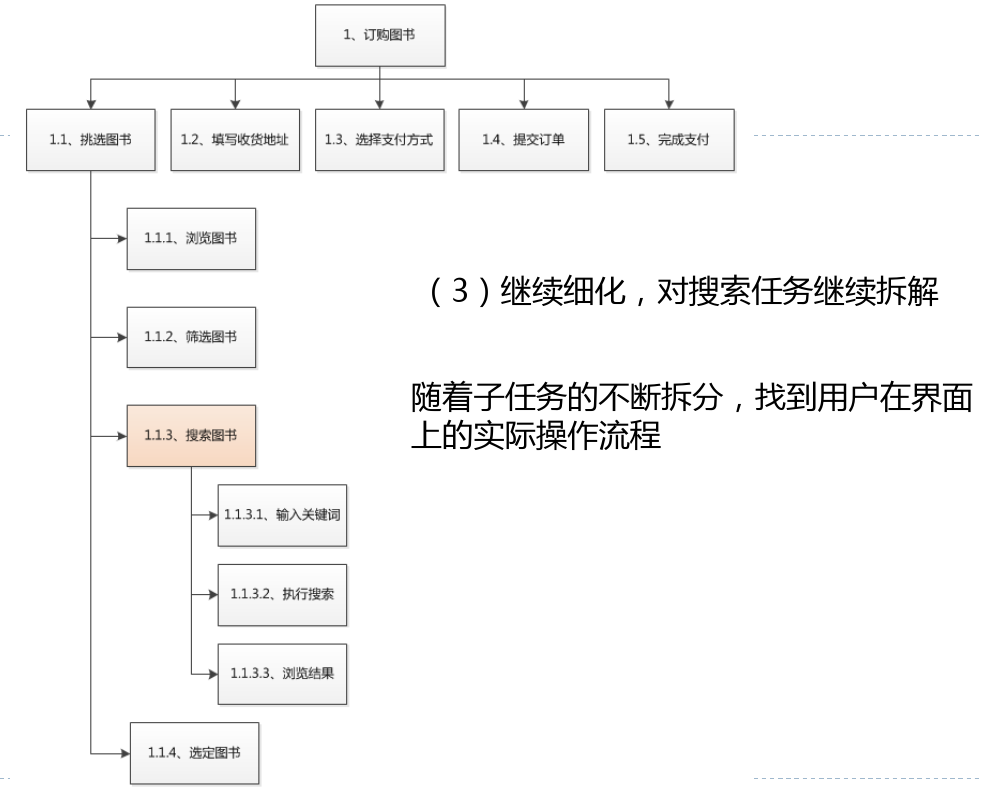 1、订购图书
1.1、挑选图书
1.2、填写收货地址
1.3、选择支付方式
1.4、提交订单
1.5、完成支付
1.1.1、浏览图书
1.1.2、筛选图书
1.1.3、搜索图书
1.1.3.1、输入关键词
1.1.3.2、执行搜索
1.1.3.3、浏览结果
1.1.4、选定图书
（3）继续细化，对搜索任务继续拆解
随着子任务的不断拆分，找到用户在界面
上的实际操作流程